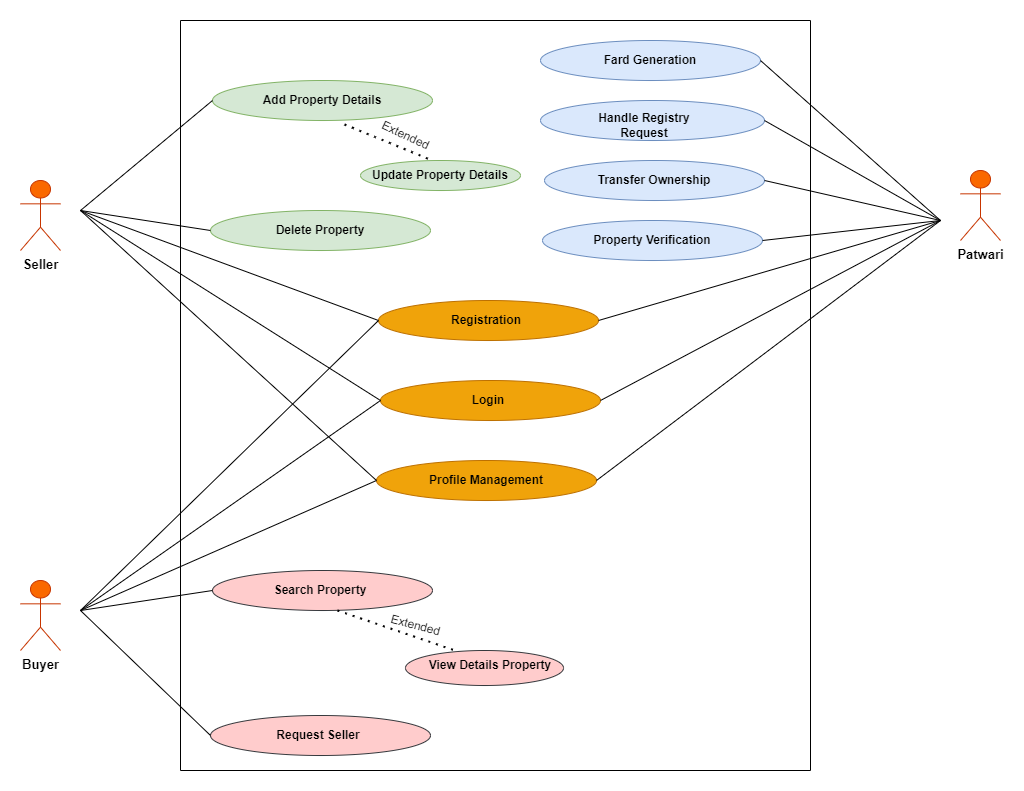 Fard Generation
Add Property Details
Handle Registry
Request
Extended
Update Property Details
Transfer Ownership
Seller
Delete Property
Property Verification
Patwari
Registration
Login
Profile Management
Search Property
Extended
Buyer
View Details Property
Request Seller